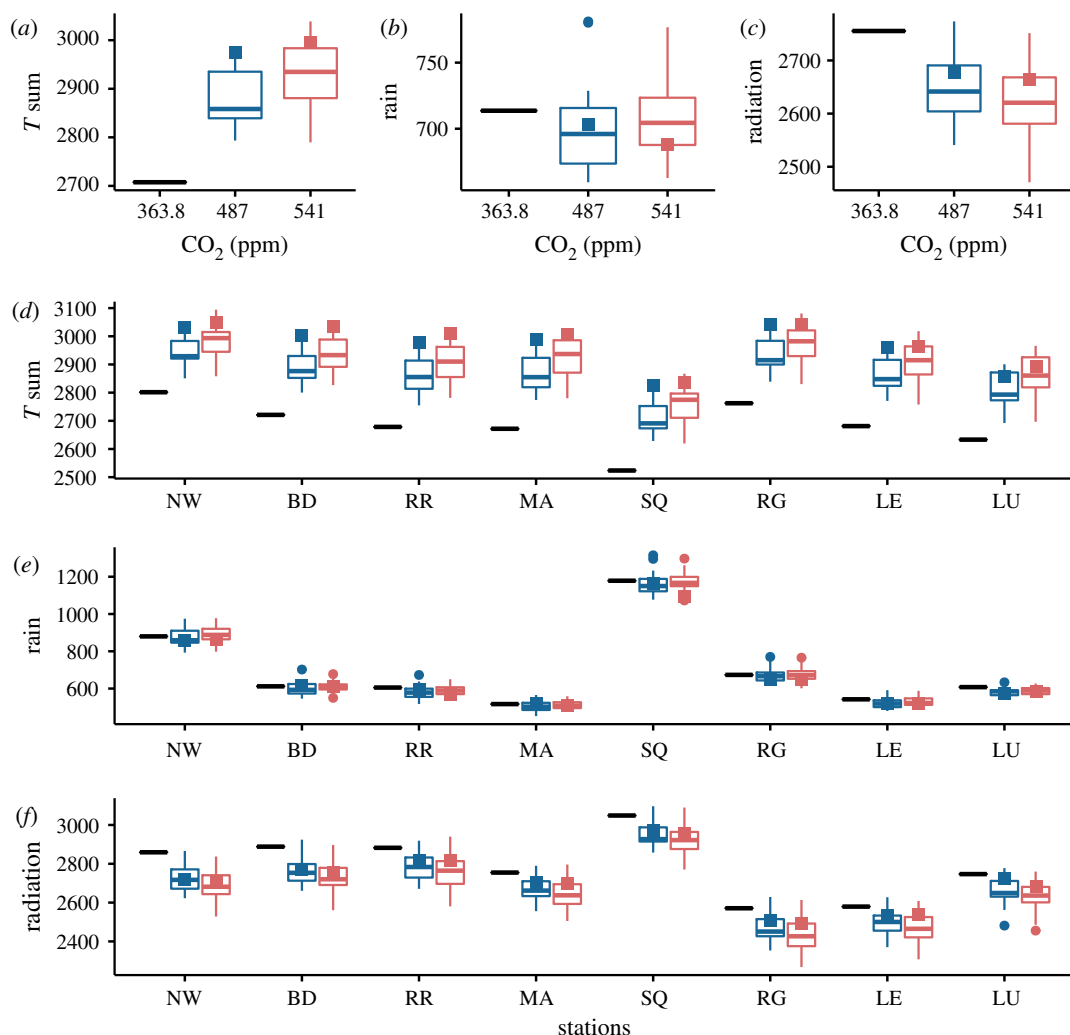 (a)
3000
2900
2800
2700
T sum
363.8 487 541
CO2 (ppm)
(b)
750
700
rain
363.8 487 541
CO2 (ppm)
(c)
2700
2600
2500
radiation
363.8 487 541
CO2 (ppm)
(d)
3100
3000
2900
2800
2700
2600
2500
T sum
NW BD RR MA SQ RG LE LU
(e)
1200
1000
800
600
rain
NW BD RR MA SQ RG LE LU
(f)
3000
2800
2600
2400
radiation
NW BD RR MA SQ RG LE LU
stations